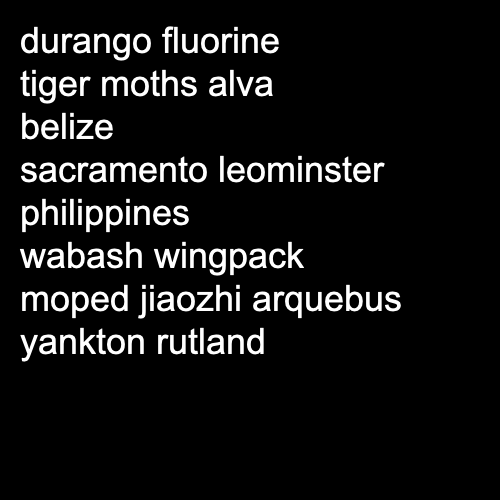 durango fluorine
tiger moths alva
belize
sacramento leominster
philippines
wabash wingpack
moped jiaozhi arquebus
yankton rutland